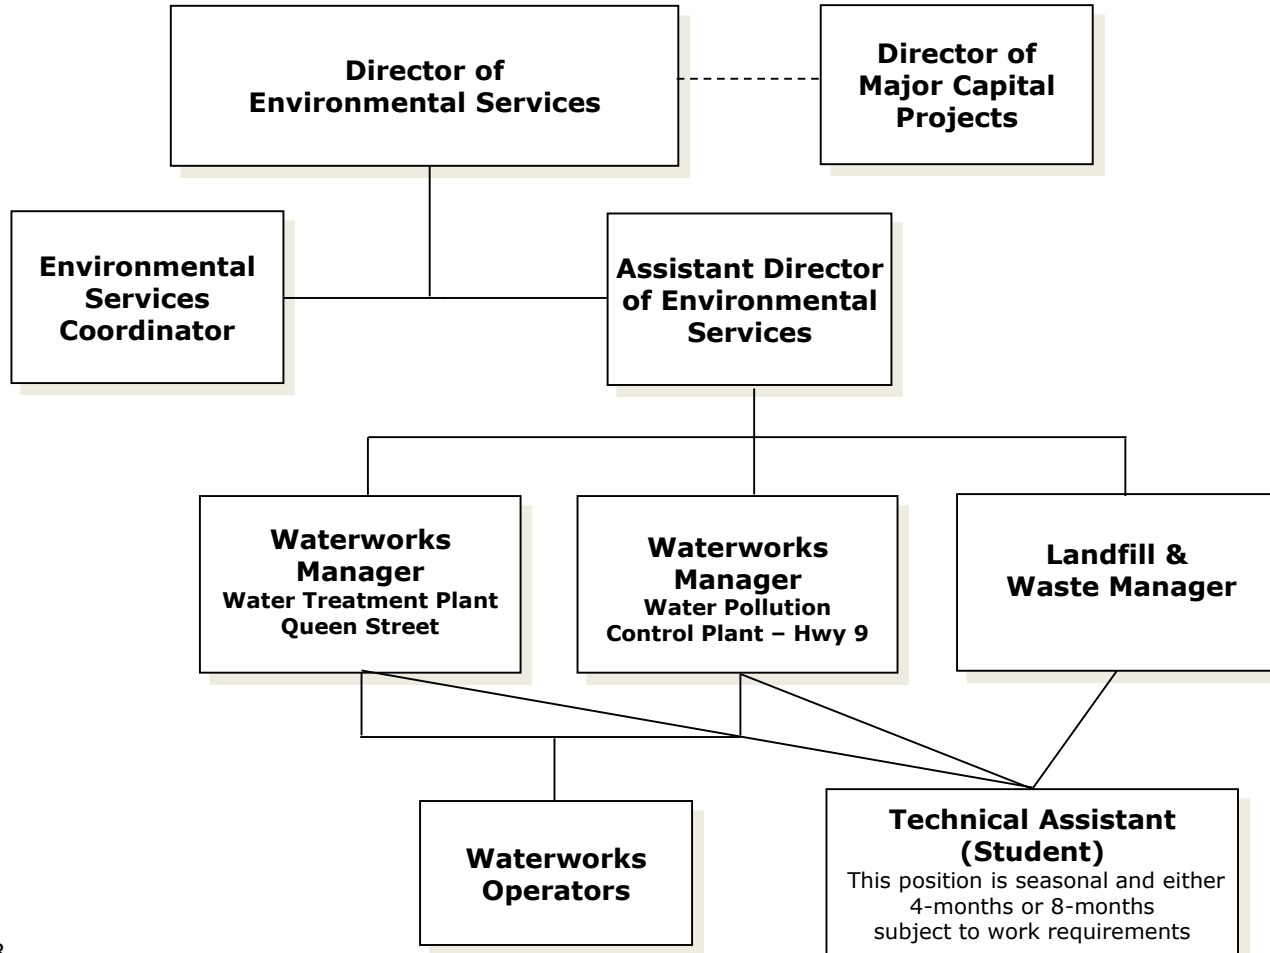 Director of
Environmental Services
Director of
Major Capital
Projects
Environmental
Services
Coordinator
Assistant Director
of Environmental
Services
Waterworks
Manager
Water Treatment Plant
Queen Street
Waterworks
Manager
Water Pollution
Control Plant – Hwy 9
Landfill &
Waste Manager
Waterworks
Operators
Technical Assistant
(Student)
This position is seasonal and either
4-months or 8-months
subject to work requirements